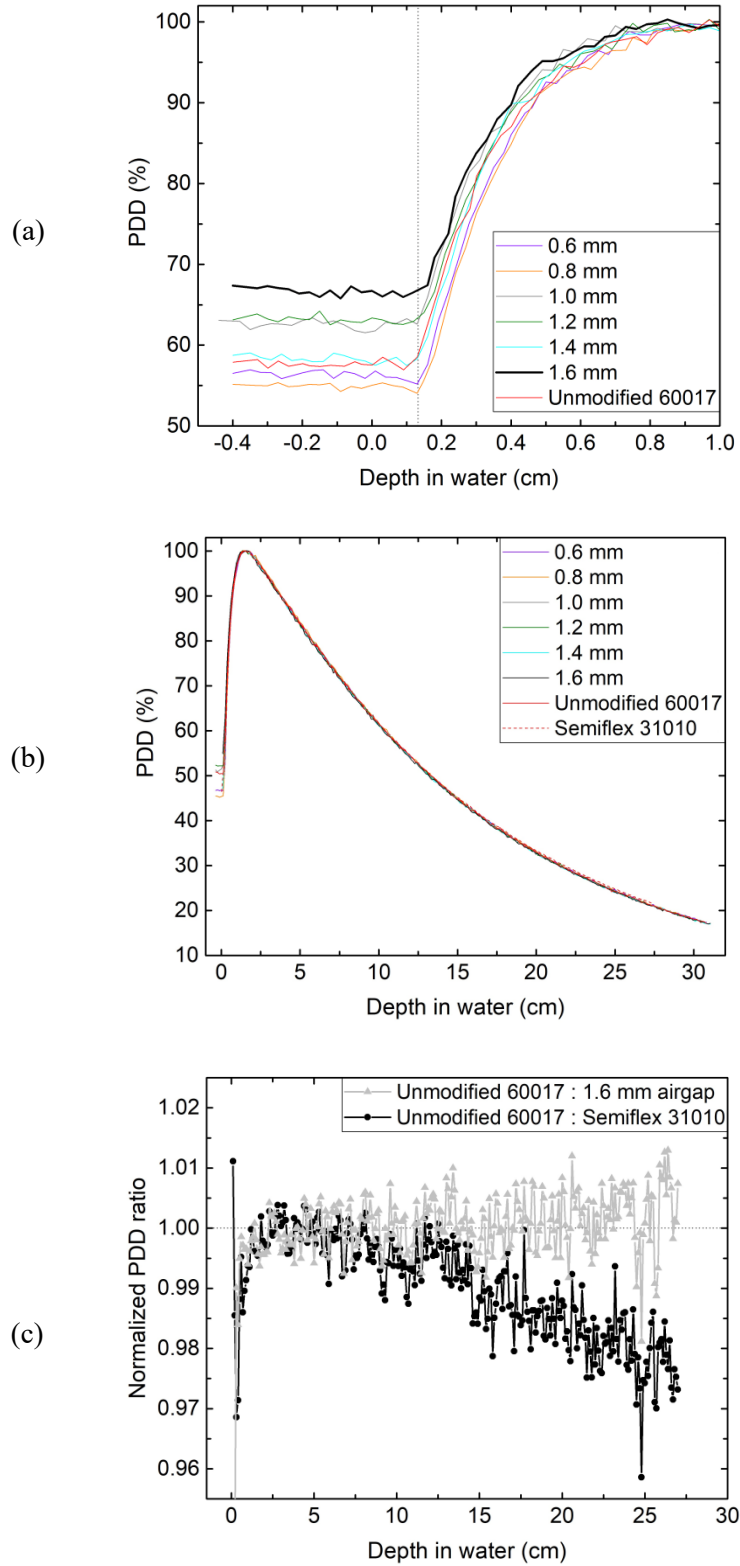 (a)
PDD (%)
100
90
80
70
60
50
0.6 mm
0.8 mm
1.0 mm
1.2 mm
1.4 mm
1.6 mm
Unmodified 60017
-0.4 -0.2 0.0 0.2 0.4 0.6 0.8 1.0
Depth in water (cm)
(b)
PDD (%)
100
90
80
70
60
50
40
30
20
10
0.6 mm
0.8 mm
1.0 mm
1.2 mm
1.4 mm
1.6 mm
Unmodified 60017
Semiflex 31010
0 5 10 15 20 25 30
Depth in water (cm)
(c)
Normalized PDD ratio
1.02
1.01
1.00
0.99
0.98
0.97
0.96
Unmodified 60017 : 1.6 mm airgap
Unmodified 60017 : Semiflex 31010
0 5 10 15 20 25 30
Depth in water (cm)